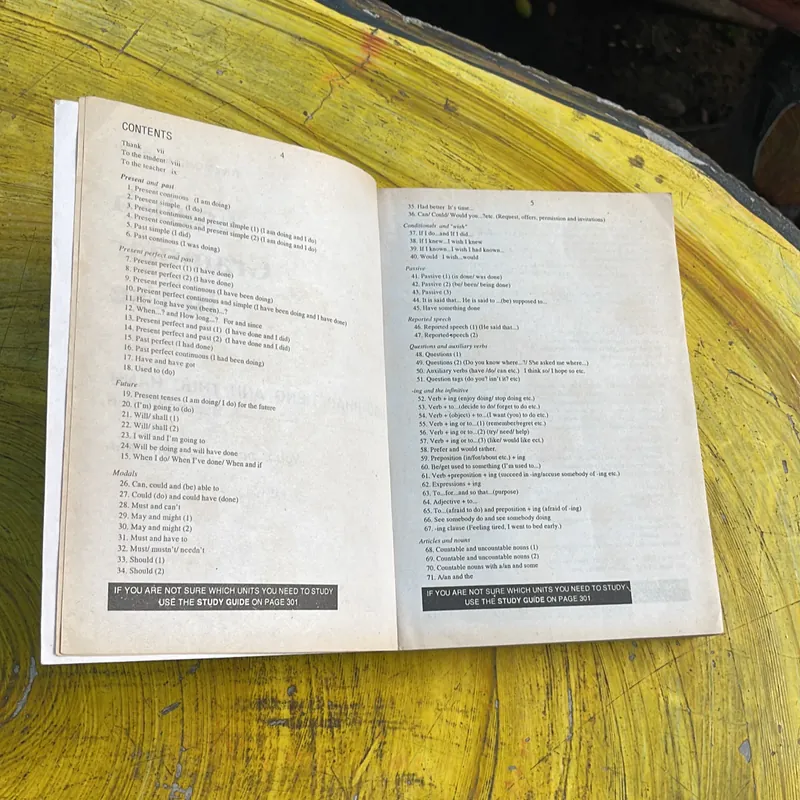 CONTENTS
4
Thank vii
To the student viii
To the teacher ix
Present and past
1. Present continous (I am doing)
2. Present simple (I do)
3. Present continuous and present simple (1) (I am doing and I do)
4. Present continuous and present simple (2) (I am doing and I do)
5. Past simple (I did)
6. Past continous (I was doing)
Present perfect and past
7. Present perfect (1) (I have done)
8. Present perfect (2) (I have done)
9. Present perfect continuous (I have been doing)
10. Present perfect continuous and simple (I have been doing and I have done)
11. How long have you (been)...?
12. When...? and How long...? For and since
13. Present perfect and past (1) (I have done and I did)
14. Present perfect and past (2) (I have done and I did)
15. Past perfect (I had done)
16. Past perfect continuous (I had been doing)
17. Have and have got
18. Used to (do)
Future
19. Present tenses (I am doing/ I do) for the future
20. (I'm) going to (do)
21. Will/ shall (1)
22. Will/ shall (2)
23. I will and I'm going to
24. Will be doing and will have done
15. When I do/ When I've done/ When and if
Modals
26. Can, could and (be) able to
27. Could (do) and could have (done)
28. Must and can't
29. May and might (1)
30. May and might (2)
31. Must and have to
32. Must/ mustn't/ needn't
33. Should (1)
34. Should (2)
IF YOU ARE NOT SURE WHICH UNITS YOU NEED TO STUDY
USE THE STUDY GUIDE ON PAGE 301
5
35. Had better It's time...
36. Can/ Could/ Would you...?etc. (Request, offers, permission and invitations)
Conditionals and "wish"
37. If I do...and If I did...
38. If I knew...I wish I knew
39. If I known...I wish I had known.
40. Would I wish...would
Passive
41. Passive (1) (in done/ was done)
42. Passive (2) (be/ been/ being done)
43. Passive (3)
44. It is said that... He is said to ...(be) supposed to...
45. Have something done
Reported speech
46. Reported speech (1) (He said that...)
47. Reported speech (2)
Questions and auxiliary verbs
48. Questions (1)
49. Questions (2) (Do you know where...?/ S/he asked me where...)
50. Auxiliary verbs (have /do/ can etc.) I think so/ I hope so etc.
51. Question tags (do you? isn't it? etc)
-ing and the infinitive
52. Verb + ing (enjoy doing/ stop doing etc.)
53. Verb + to...(decide to do/ forget to do etc.)
54. Verb + (object) + to...(I want (you) to do etc.)
55. Verb + ing or to...(1) (remember/regret etc.)
56. Verb + ing or to...(2) (try/ need/ help)
57. Verb + ing or to...(3) (like/ would like ect.)
58. Prefer and would rather.
59. Preposition (in/for/about etc.) + ing
60. Be/get used to something (I'm used to...)
61. Verb +preposition + ing (succeed in -ing/accuse somebody of -ing etc.)
62. Expressions + ing
63. To...for...and so that...(purpose)
64. Adjective + to...
65. To...(afraid to do) and preposition + ing (afraid of -ing)
66. See somebody do and see somebody doing
67. -ing clause (Feeling tired, I went to bed early.)
Articles and nouns
68. Countable and uncountable nouns (1)
69. Countable and uncountable nouns (2)
70. Countable nouns with a/an and some
71. A/an and the
IF YOU ARE NOT SURE WHICH UNITS YOU NEED TO STUDY
USE THE STUDY GUIDE ON PAGE 301